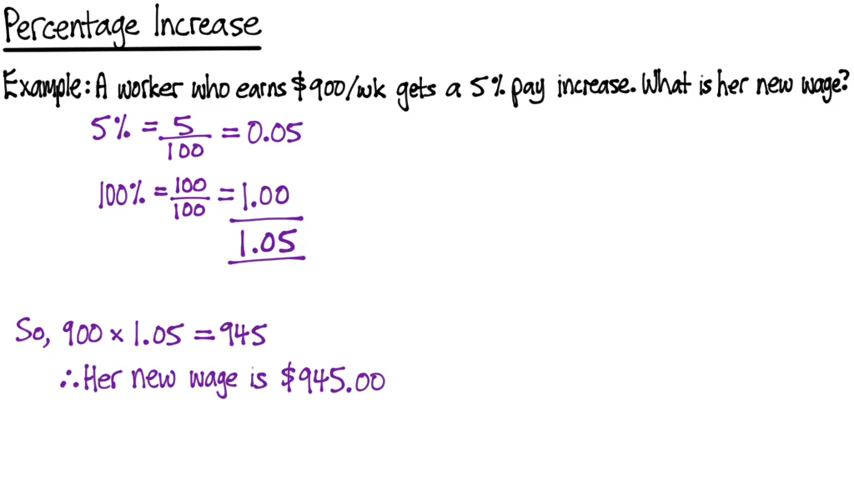 Percentage Increase
Example: A worker who earns $900/wk gets a 5% pay increase. What is her new wage?
5% = 5/100 = 0.05
100% = 100/100 = 1.00
1.05
So, 900 × 1.05 = 945
∴ Her new wage is $945.00